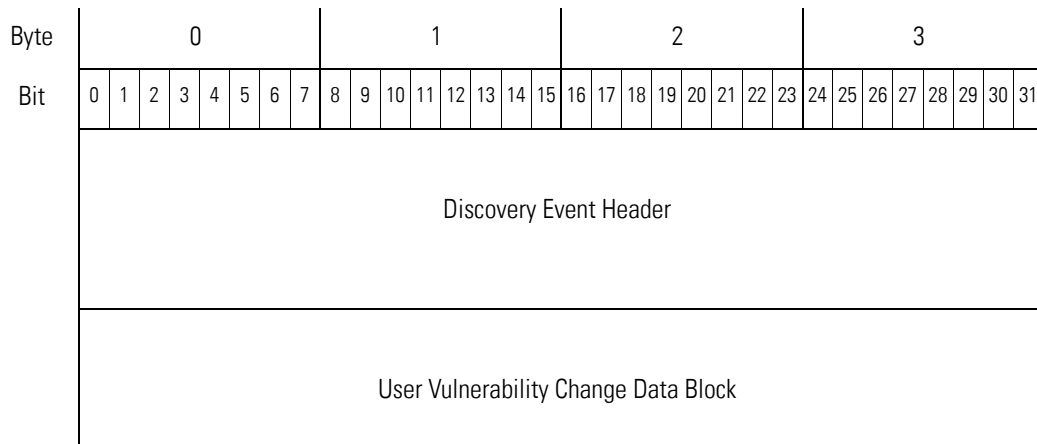 Byte 0 1 2 3
Bit 0 1 2 3 4 5 6 7 8 9 10 11 12 13 14 15 16 17 18 19 20 21 22 23 24 25 26 27 28 29 30 31
Discovery Event Header
User Vulnerability Change Data Block